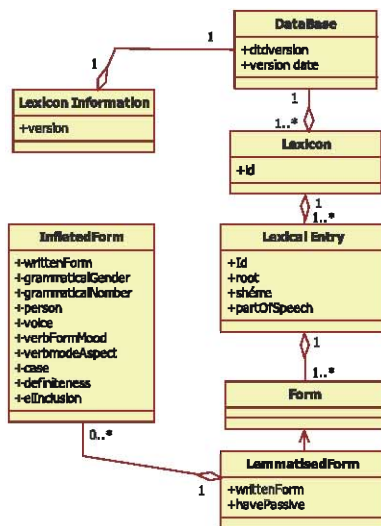 DataBase
+dtdversion
+version date
1
1
Lexicon Information
+version
1
1..*
Lexicon
+id
1
1..*
Lexical Entry
+Id
+root
+shéme
+partOfSpeech
1
1..*
InflatedForm
+writtenForm
+grammaticalGender
+grammaticalNomber
+person
+voice
+verbFormMood
+verbmodeAspect
+case
+definiteness
+elInclusion
0..*
Form
1
LemmatisedForm
+writtenForm
+havePassive